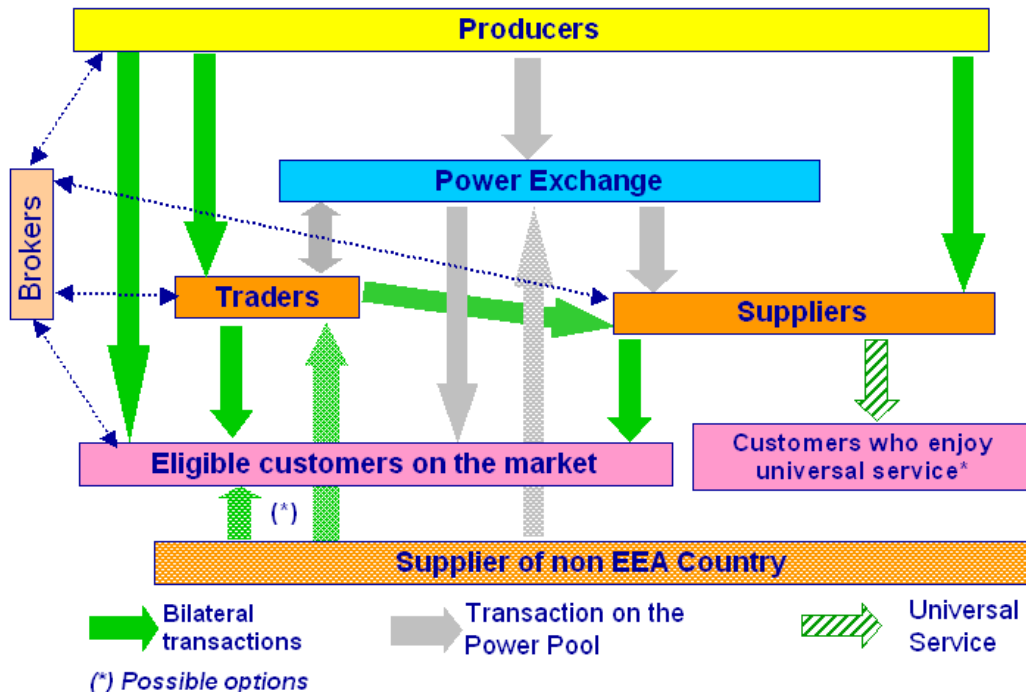 Producers
Power Exchange
Brokers
Traders
Suppliers
Eligible customers on the market
Customers who enjoy
universal service*
(*)
Supplier of non EEA Country
Bilateral
transactions
Transaction on the
Power Pool
Universal
Service
(*) Possible options